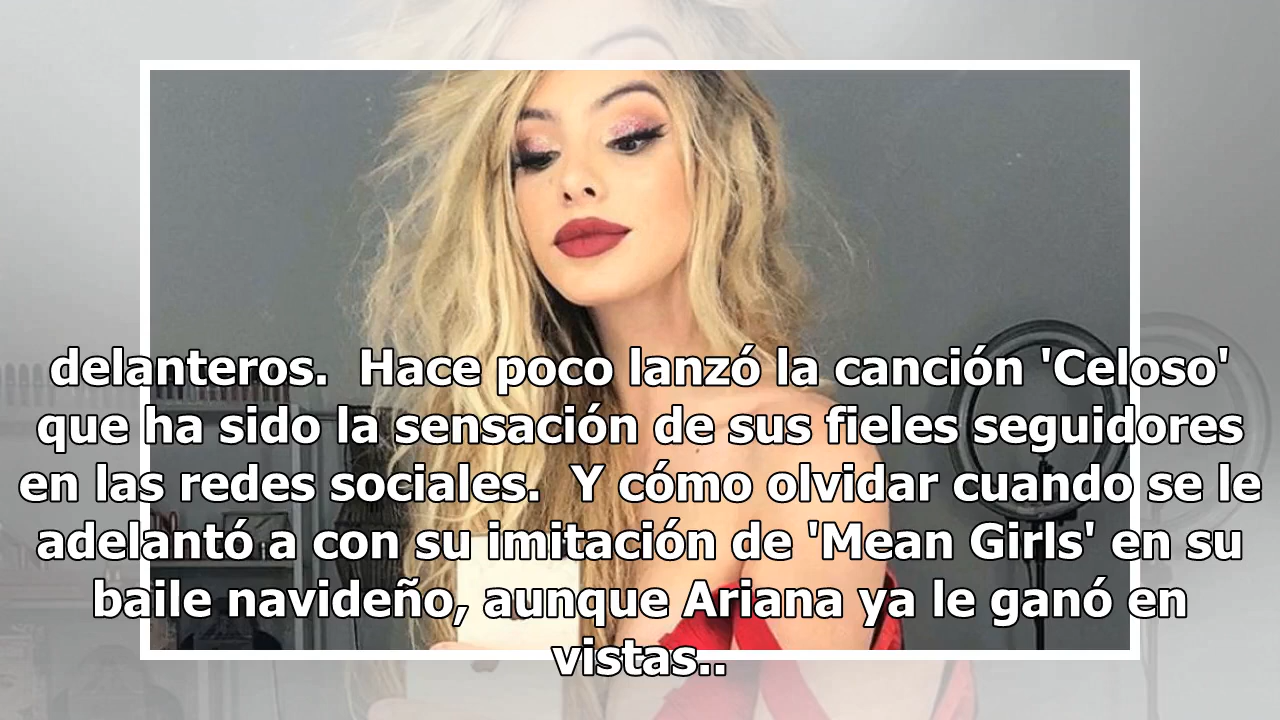 delanteros.  Hace poco lanzó la canción 'Celoso'
que ha sido la sensación de sus fieles seguidores
en las redes sociales.  Y cómo olvidar cuando se le
adelantó a con su imitación de 'Mean Girls' en su
baile navideño, aunque Ariana ya le ganó en
vistas..